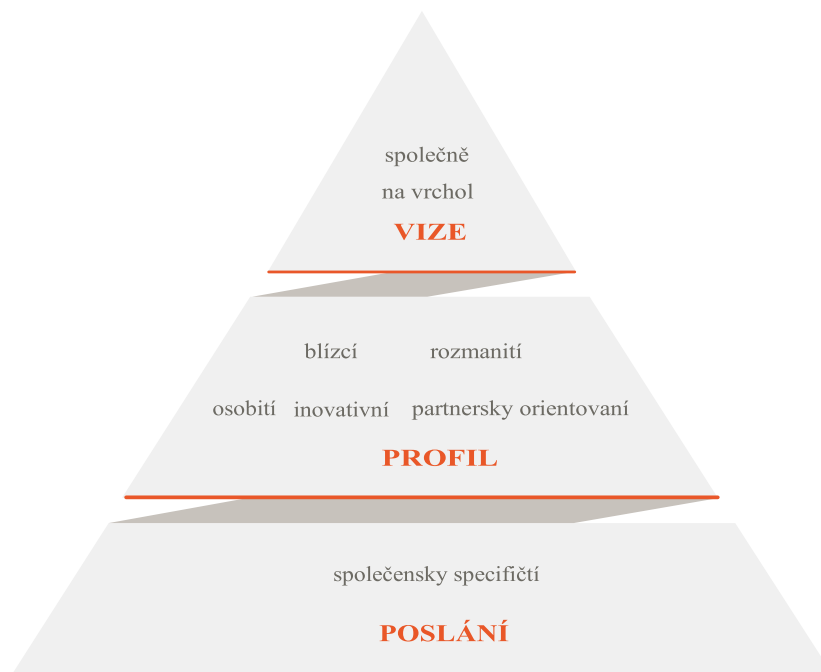 společně
na vrchol
VIZE
blízcí rozmanití
osobití inovativní partnersky orientovaní
PROFIL
společensky specifičtí
POSLÁNÍ